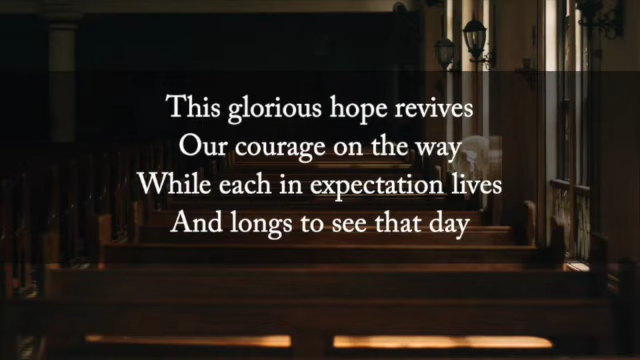 This glorious hope revives
Our courage on the way
While each in expectation lives
And longs to see that day